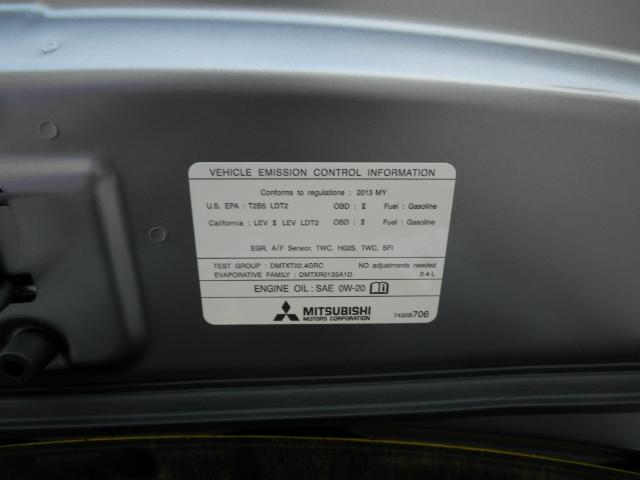 VEHICLE EMISSION CONTROL INFORMATION
Conforms to regulations : 2013 MY
U.S. EPA : T2B5 LDT2 OBD : Ⅱ Fuel : Gasoline
California : LEV Ⅱ LEV LDT2 OBD : Ⅱ Fuel : Gasoline
EGR, A/F Sensor, TWC, HO2S, TWC, SFI
TEST GROUP : DMTXT02.4GRC NO adjustments needed
EVAPORATIVE FAMILY : DMTXR0135A1D 2.4 L
ENGINE OIL : SAE 0W-20
MITSUBISHI
MOTORS CORPORATION
7430B706